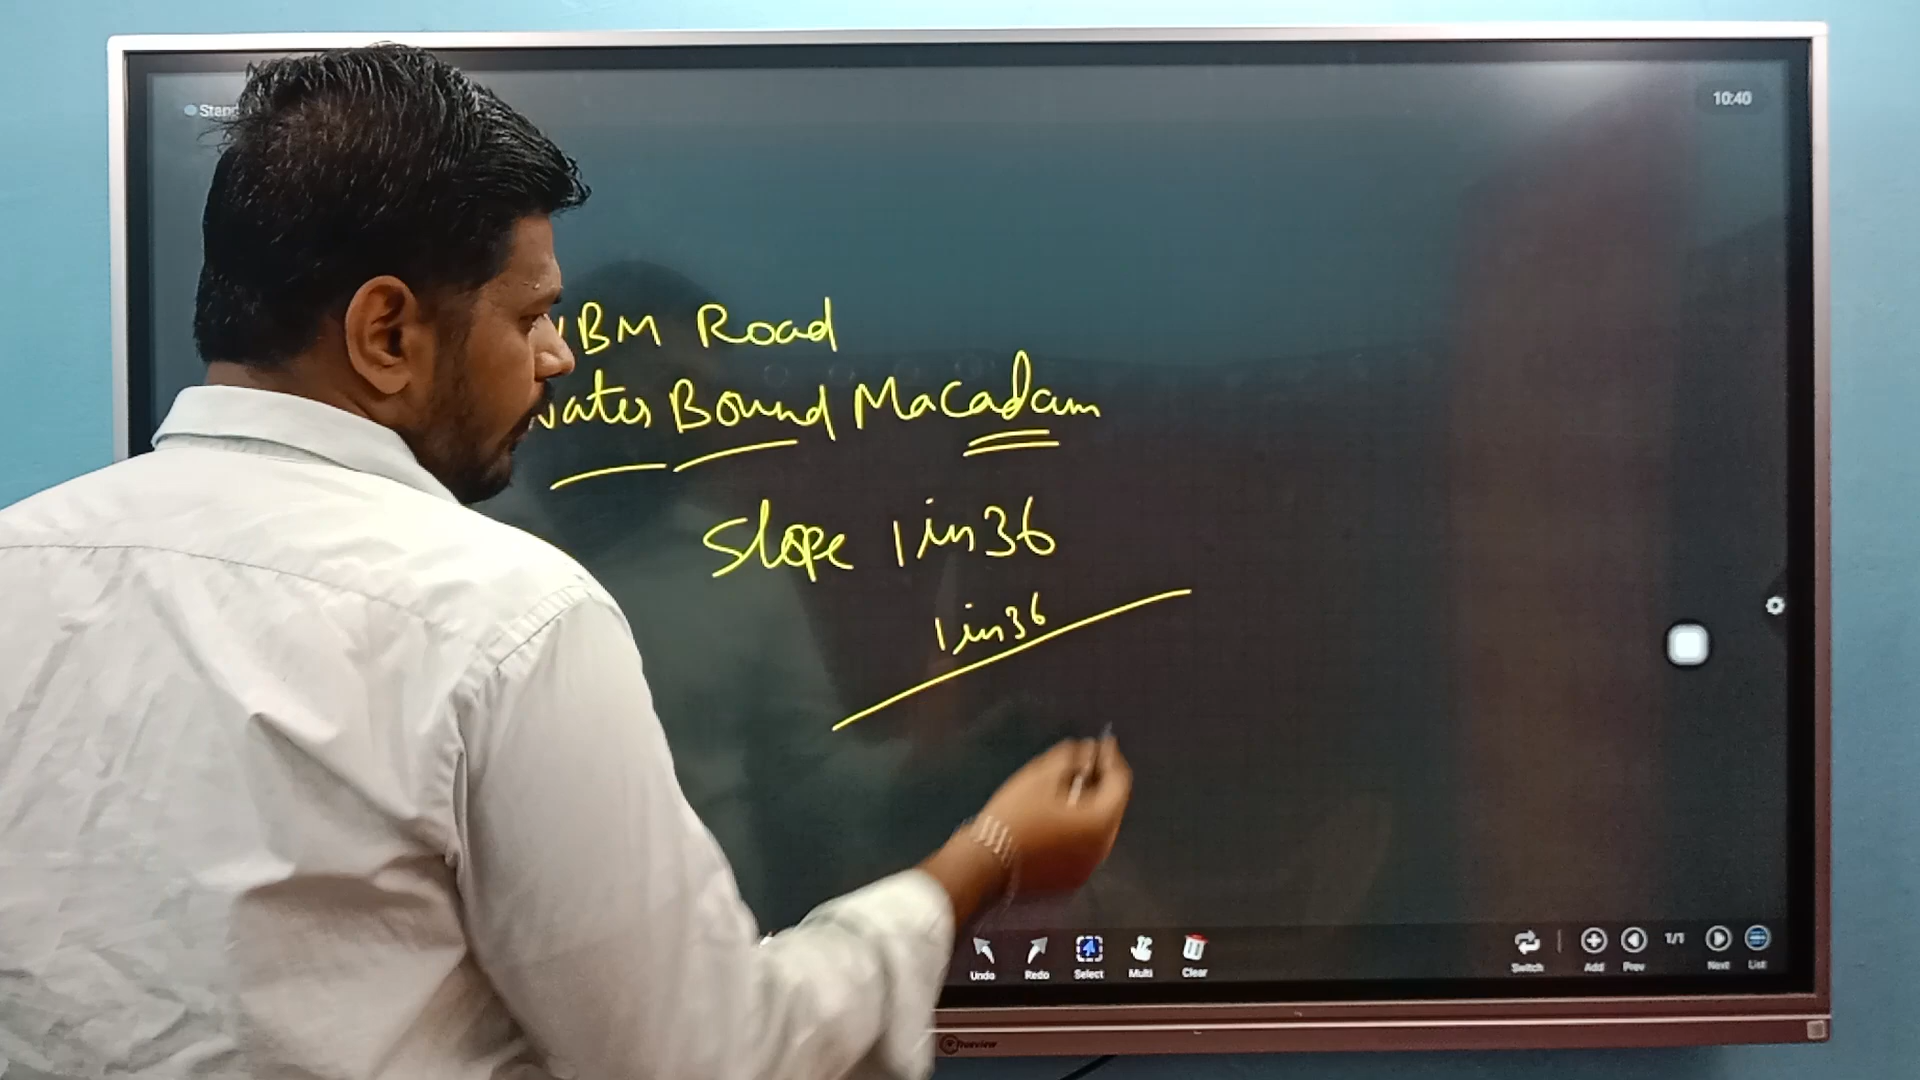 10:40
BM Road
Water Bound Macadam
Slope 1 in 36
1 in 36
Undo Redo Select Multi Clear
Switch Add Prev 1/1 Next List